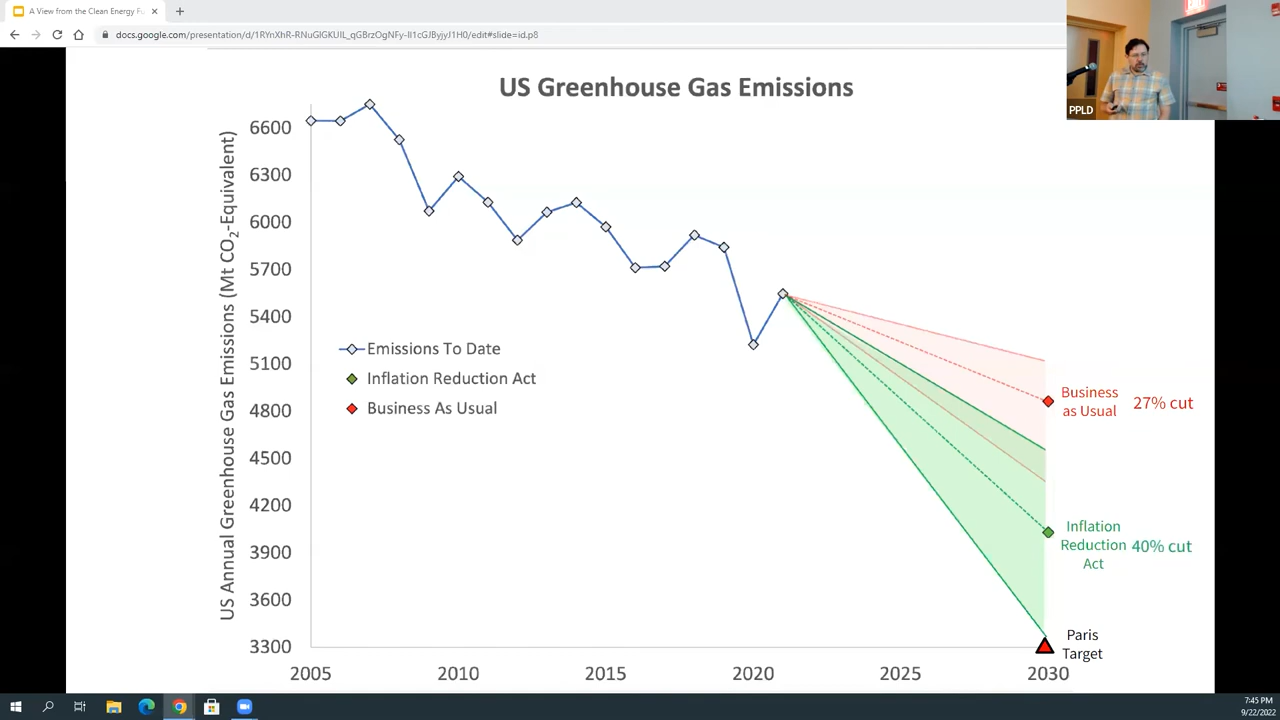 A View from the Clean Energy Fu
docs.google.com/presentation/d/1RYnXhR-RNuGlGKUIL_qGBrzOgNFy-II1cGJByjyJ1H0/edit#slide=id.p8
PPLD
US Greenhouse Gas Emissions
US Annual Greenhouse Gas Emissions (Mt CO2-Equivalent)
6600
6300
6000
5700
5400
5100
4800
4500
4200
3900
3600
3300
Emissions To Date
Inflation Reduction Act
Business As Usual
Business
as Usual
27% cut
Inflation
Reduction
Act
40% cut
Paris
Target
2005
2010
2015
2020
2025
2030
7:45 PM
9/22/2022